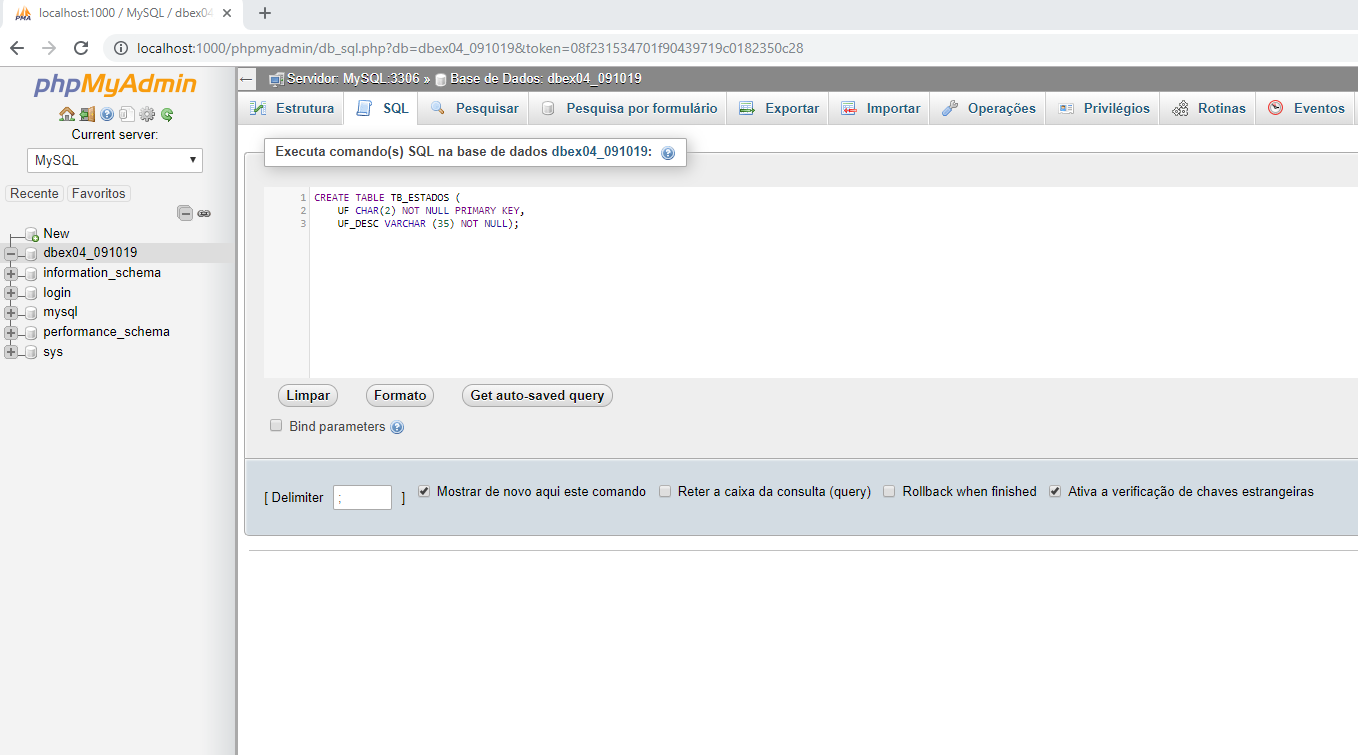 localhost:1000 / MySQL / dbex04
localhost:1000/phpmyadmin/db_sql.php?db=dbex04_091019&token=08f231534701f90439719c0182350c28
phpMyAdmin
Current server:
MySQL
Recente Favoritos
New
dbex04_091019
information_schema
login
mysql
performance_schema
sys
Servidor: MySQL:3306 » Base de Dados: dbex04_091019
Estrutura SQL Pesquisar Pesquisa por formulário Exportar Importar Operações Privilégios Rotinas Eventos
Executa comando(s) SQL na base de dados dbex04_091019:
1 CREATE TABLE TB_ESTADOS (
2 UF CHAR(2) NOT NULL PRIMARY KEY,
3 UF_DESC VARCHAR (35) NOT NULL);
Limpar Formato Get auto-saved query
Bind parameters
[ Delimiter ; ] Mostrar de novo aqui este comando Reter a caixa da consulta (query) Rollback when finished Ativa a verificação de chaves estrangeiras